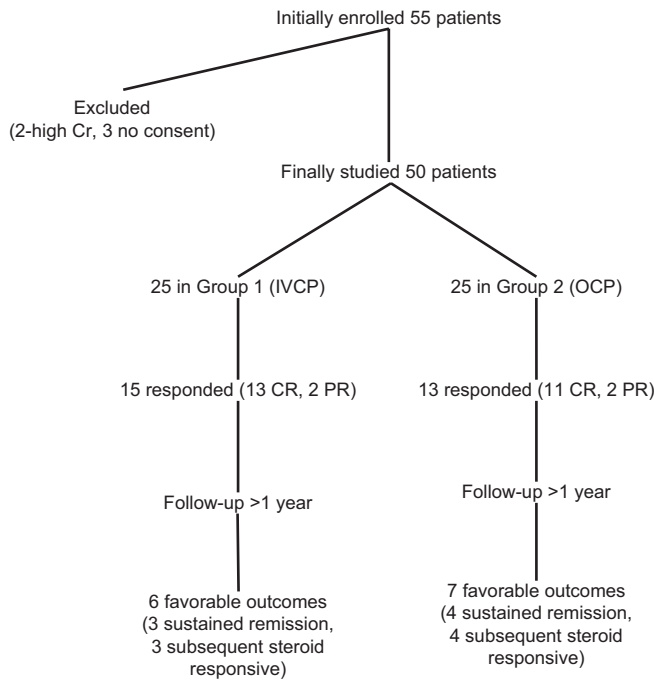 Initially enrolled 55 patients
Excluded
(2-high Cr, 3 no consent)
Finally studied 50 patients
25 in Group 1 (IVCP)
25 in Group 2 (OCP)
15 responded (13 CR, 2 PR)
13 responded (11 CR, 2 PR)
Follow-up >1 year
Follow-up >1 year
6 favorable outcomes
(3 sustained remission,
3 subsequent steroid
responsive)
7 favorable outcomes
(4 sustained remission,
4 subsequent steroid
responsive)